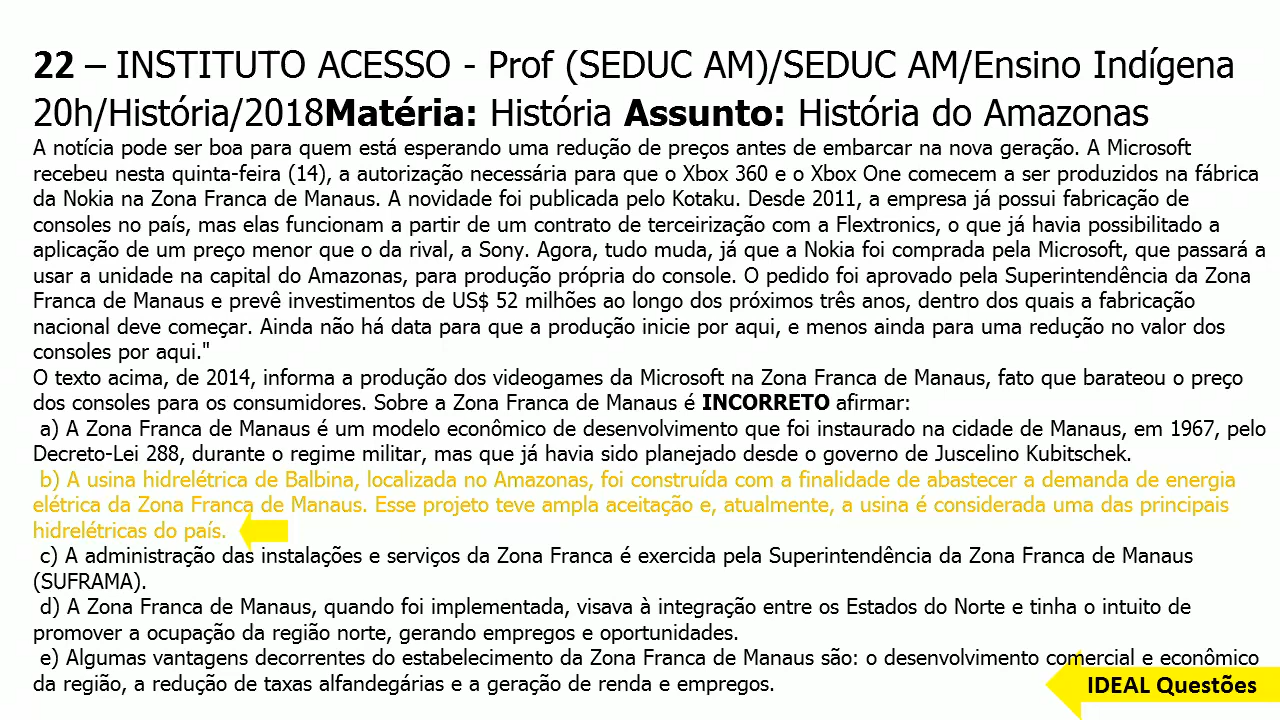 22 – INSTITUTO ACESSO - Prof (SEDUC AM)/SEDUC AM/Ensino Indígena
20h/História/2018Matéria: História Assunto: História do Amazonas
A notícia pode ser boa para quem está esperando uma redução de preços antes de embarcar na nova geração. A Microsoft
recebeu nesta quinta-feira (14), a autorização necessária para que o Xbox 360 e o Xbox One comecem a ser produzidos na fábrica
da Nokia na Zona Franca de Manaus. A novidade foi publicada pelo Kotaku. Desde 2011, a empresa já possui fabricação de
consoles no país, mas elas funcionam a partir de um contrato de terceirização com a Flextronics, o que já havia possibilitado a
aplicação de um preço menor que o da rival, a Sony. Agora, tudo muda, já que a Nokia foi comprada pela Microsoft, que passará a
usar a unidade na capital do Amazonas, para produção própria do console. O pedido foi aprovado pela Superintendência da Zona
Franca de Manaus e prevê investimentos de US$ 52 milhões ao longo dos próximos três anos, dentro dos quais a fabricação
nacional deve começar. Ainda não há data para que a produção inicie por aqui, e menos ainda para uma redução no valor dos
consoles por aqui."
O texto acima, de 2014, informa a produção dos videogames da Microsoft na Zona Franca de Manaus, fato que barateou o preço
dos consoles para os consumidores. Sobre a Zona Franca de Manaus é INCORRETO afirmar:
a) A Zona Franca de Manaus é um modelo econômico de desenvolvimento que foi instaurado na cidade de Manaus, em 1967, pelo
Decreto-Lei 288, durante o regime militar, mas que já havia sido planejado desde o governo de Juscelino Kubitschek.
b) A usina hidrelétrica de Balbina, localizada no Amazonas, foi construída com a finalidade de abastecer a demanda de energia
elétrica da Zona Franca de Manaus. Esse projeto teve ampla aceitação e, atualmente, a usina é considerada uma das principais
hidrelétricas do país.
c) A administração das instalações e serviços da Zona Franca é exercida pela Superintendência da Zona Franca de Manaus
(SUFRAMA).
d) A Zona Franca de Manaus, quando foi implementada, visava à integração entre os Estados do Norte e tinha o intuito de
promover a ocupação da região norte, gerando empregos e oportunidades.
e) Algumas vantagens decorrentes do estabelecimento da Zona Franca de Manaus são: o desenvolvimento comercial e econômico
da região, a redução de taxas alfandegárias e a geração de renda e empregos.
IDEAL Questões